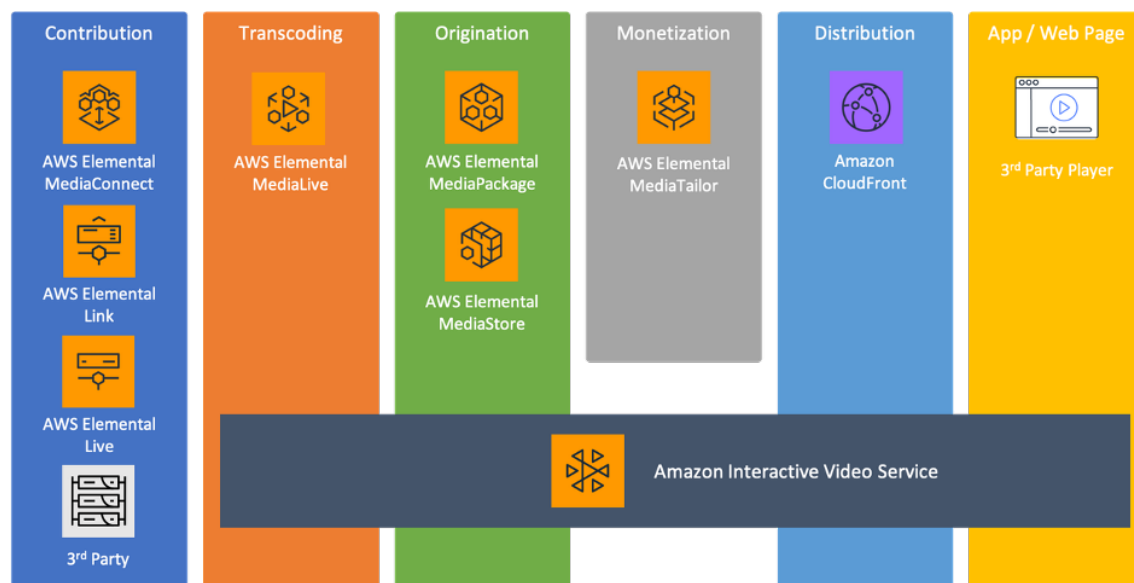 Contribution
AWS Elemental
MediaConnect
AWS Elemental
Link
AWS Elemental
Live
3rd Party
Transcoding
AWS Elemental
MediaLive
Origination
AWS Elemental
MediaPackage
AWS Elemental
MediaStore
Monetization
AWS Elemental
MediaTailor
Distribution
Amazon
CloudFront
App / Web Page
3rd Party Player
Amazon Interactive Video Service